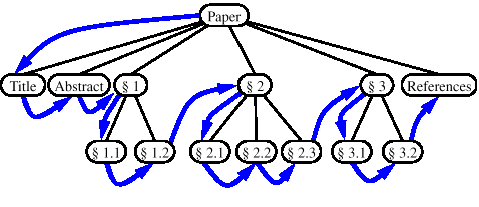 Paper
Title Abstract § 1 § 2 § 3 References
§ 1.1 § 1.2 § 2.1 § 2.2 § 2.3 § 3.1 § 3.2